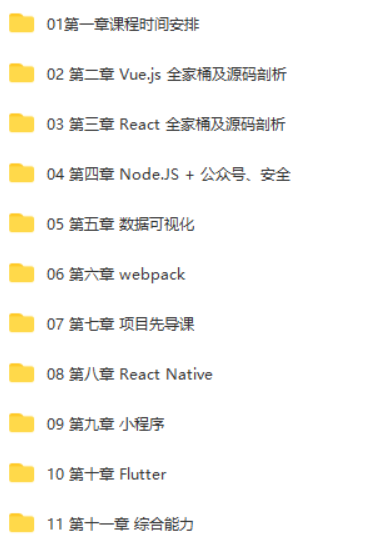 01第一章课程时间安排
02 第二章 Vue.js 全家桶及源码剖析
03 第三章 React 全家桶及源码剖析
04 第四章 Node.JS + 公众号、安全
05 第五章 数据可视化
06 第六章 webpack
07 第七章 项目先导课
08 第八章 React Native
09 第九章 小程序
10 第十章 Flutter
11 第十一章 综合能力